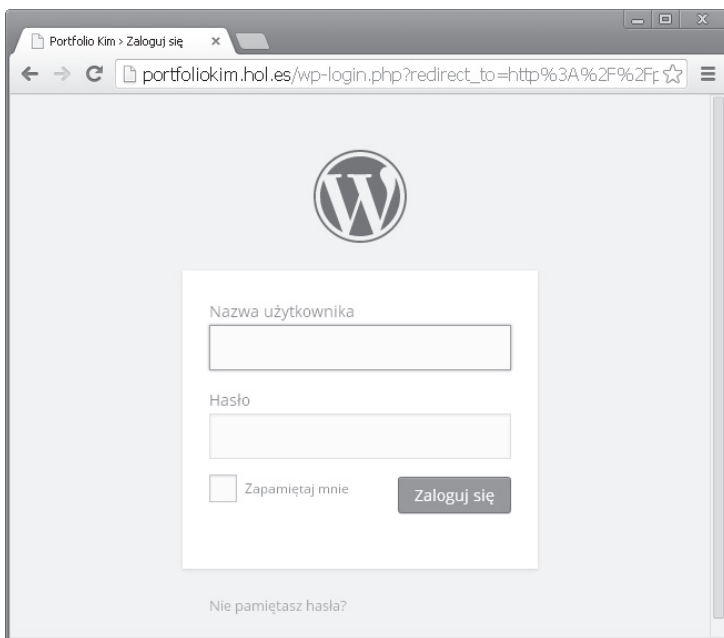 Portfolio Kim › Zaloguj się
portfoliokim.hol.es/wp-login.php?redirect_to=http%3A%2F%2Fp
W
Nazwa użytkownika
Hasło
Zapamiętaj mnie
Zaloguj się
Nie pamiętasz hasła?